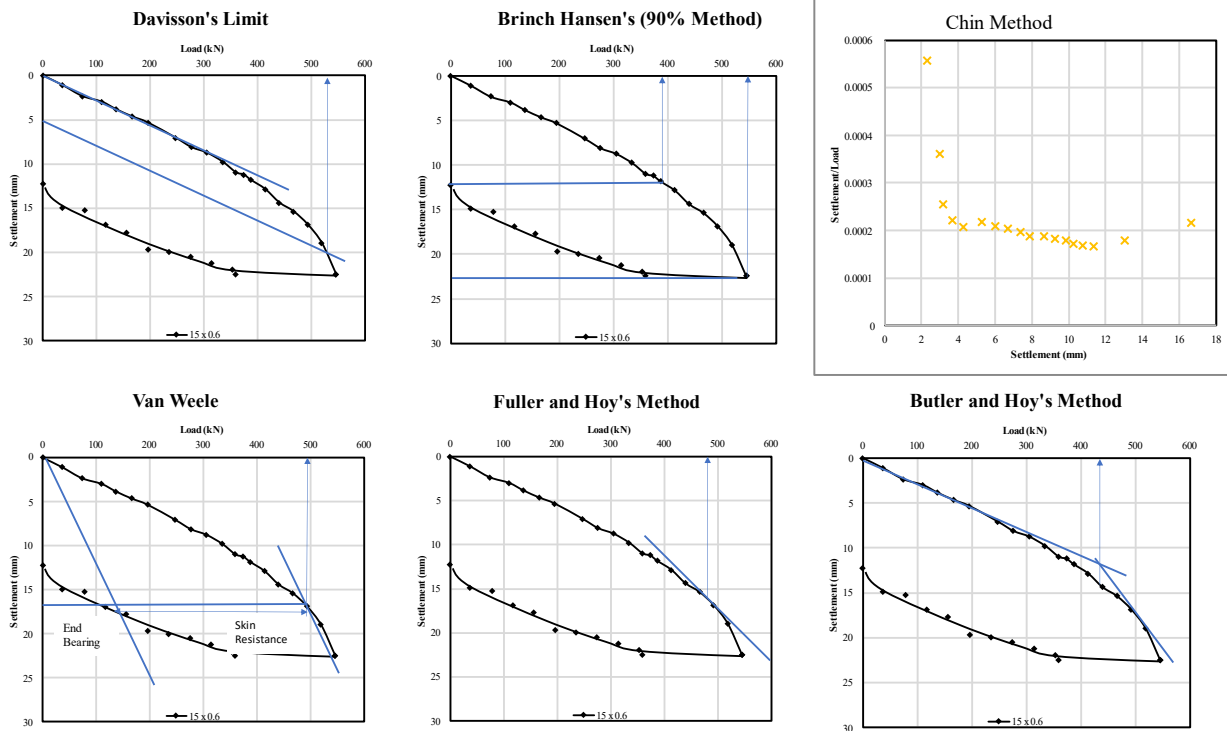 Davisson's Limit
Load (kN)
0 100 200 300 400 500 600
0
5
10
15
20
25
30
Settlement (mm)
15 x 0.6
Brinch Hansen's (90% Method)
Load (kN)
0 100 200 300 400 500 600
0
5
10
15
20
25
30
Settlement (mm)
15 x 0.6
Chin Method
0.0006
0.0005
0.0004
0.0003
0.0002
0.0001
0
Settlement/Load
0 2 4 6 8 10 12 14 16 18
Settlement (mm)
Van Weele
Load (kN)
0 100 200 300 400 500 600
0
5
10
15
20
25
30
Settlement (mm)
End
Bearing
Skin
Resistance
15 x 0.6
Fuller and Hoy's Method
Load (kN)
0 100 200 300 400 500 600
0
5
10
15
20
25
30
Settlement (mm)
15 x 0.6
Butler and Hoy's Method
Load (kN)
0 100 200 300 400 500 600
0
5
10
15
20
25
30
Settlement (mm)
15 x 0.6